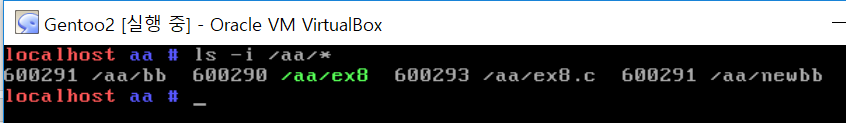 Gentoo2 [실행 중] - Oracle VM VirtualBox
localhost aa # ls -i /aa/*
600291 /aa/bb  600290 /aa/ex8  600293 /aa/ex8.c  600291 /aa/newbb
localhost aa # _